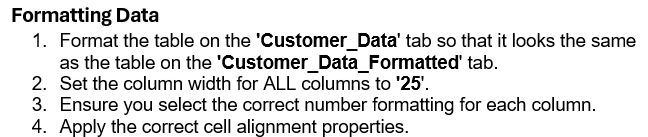 Formatting Data
1. Format the table on the 'Customer_Data' tab so that it looks the same
as the table on the 'Customer_Data_Formatted' tab.
2. Set the column width for ALL columns to '25'.
3. Ensure you select the correct number formatting for each column.
4. Apply the correct cell alignment properties.